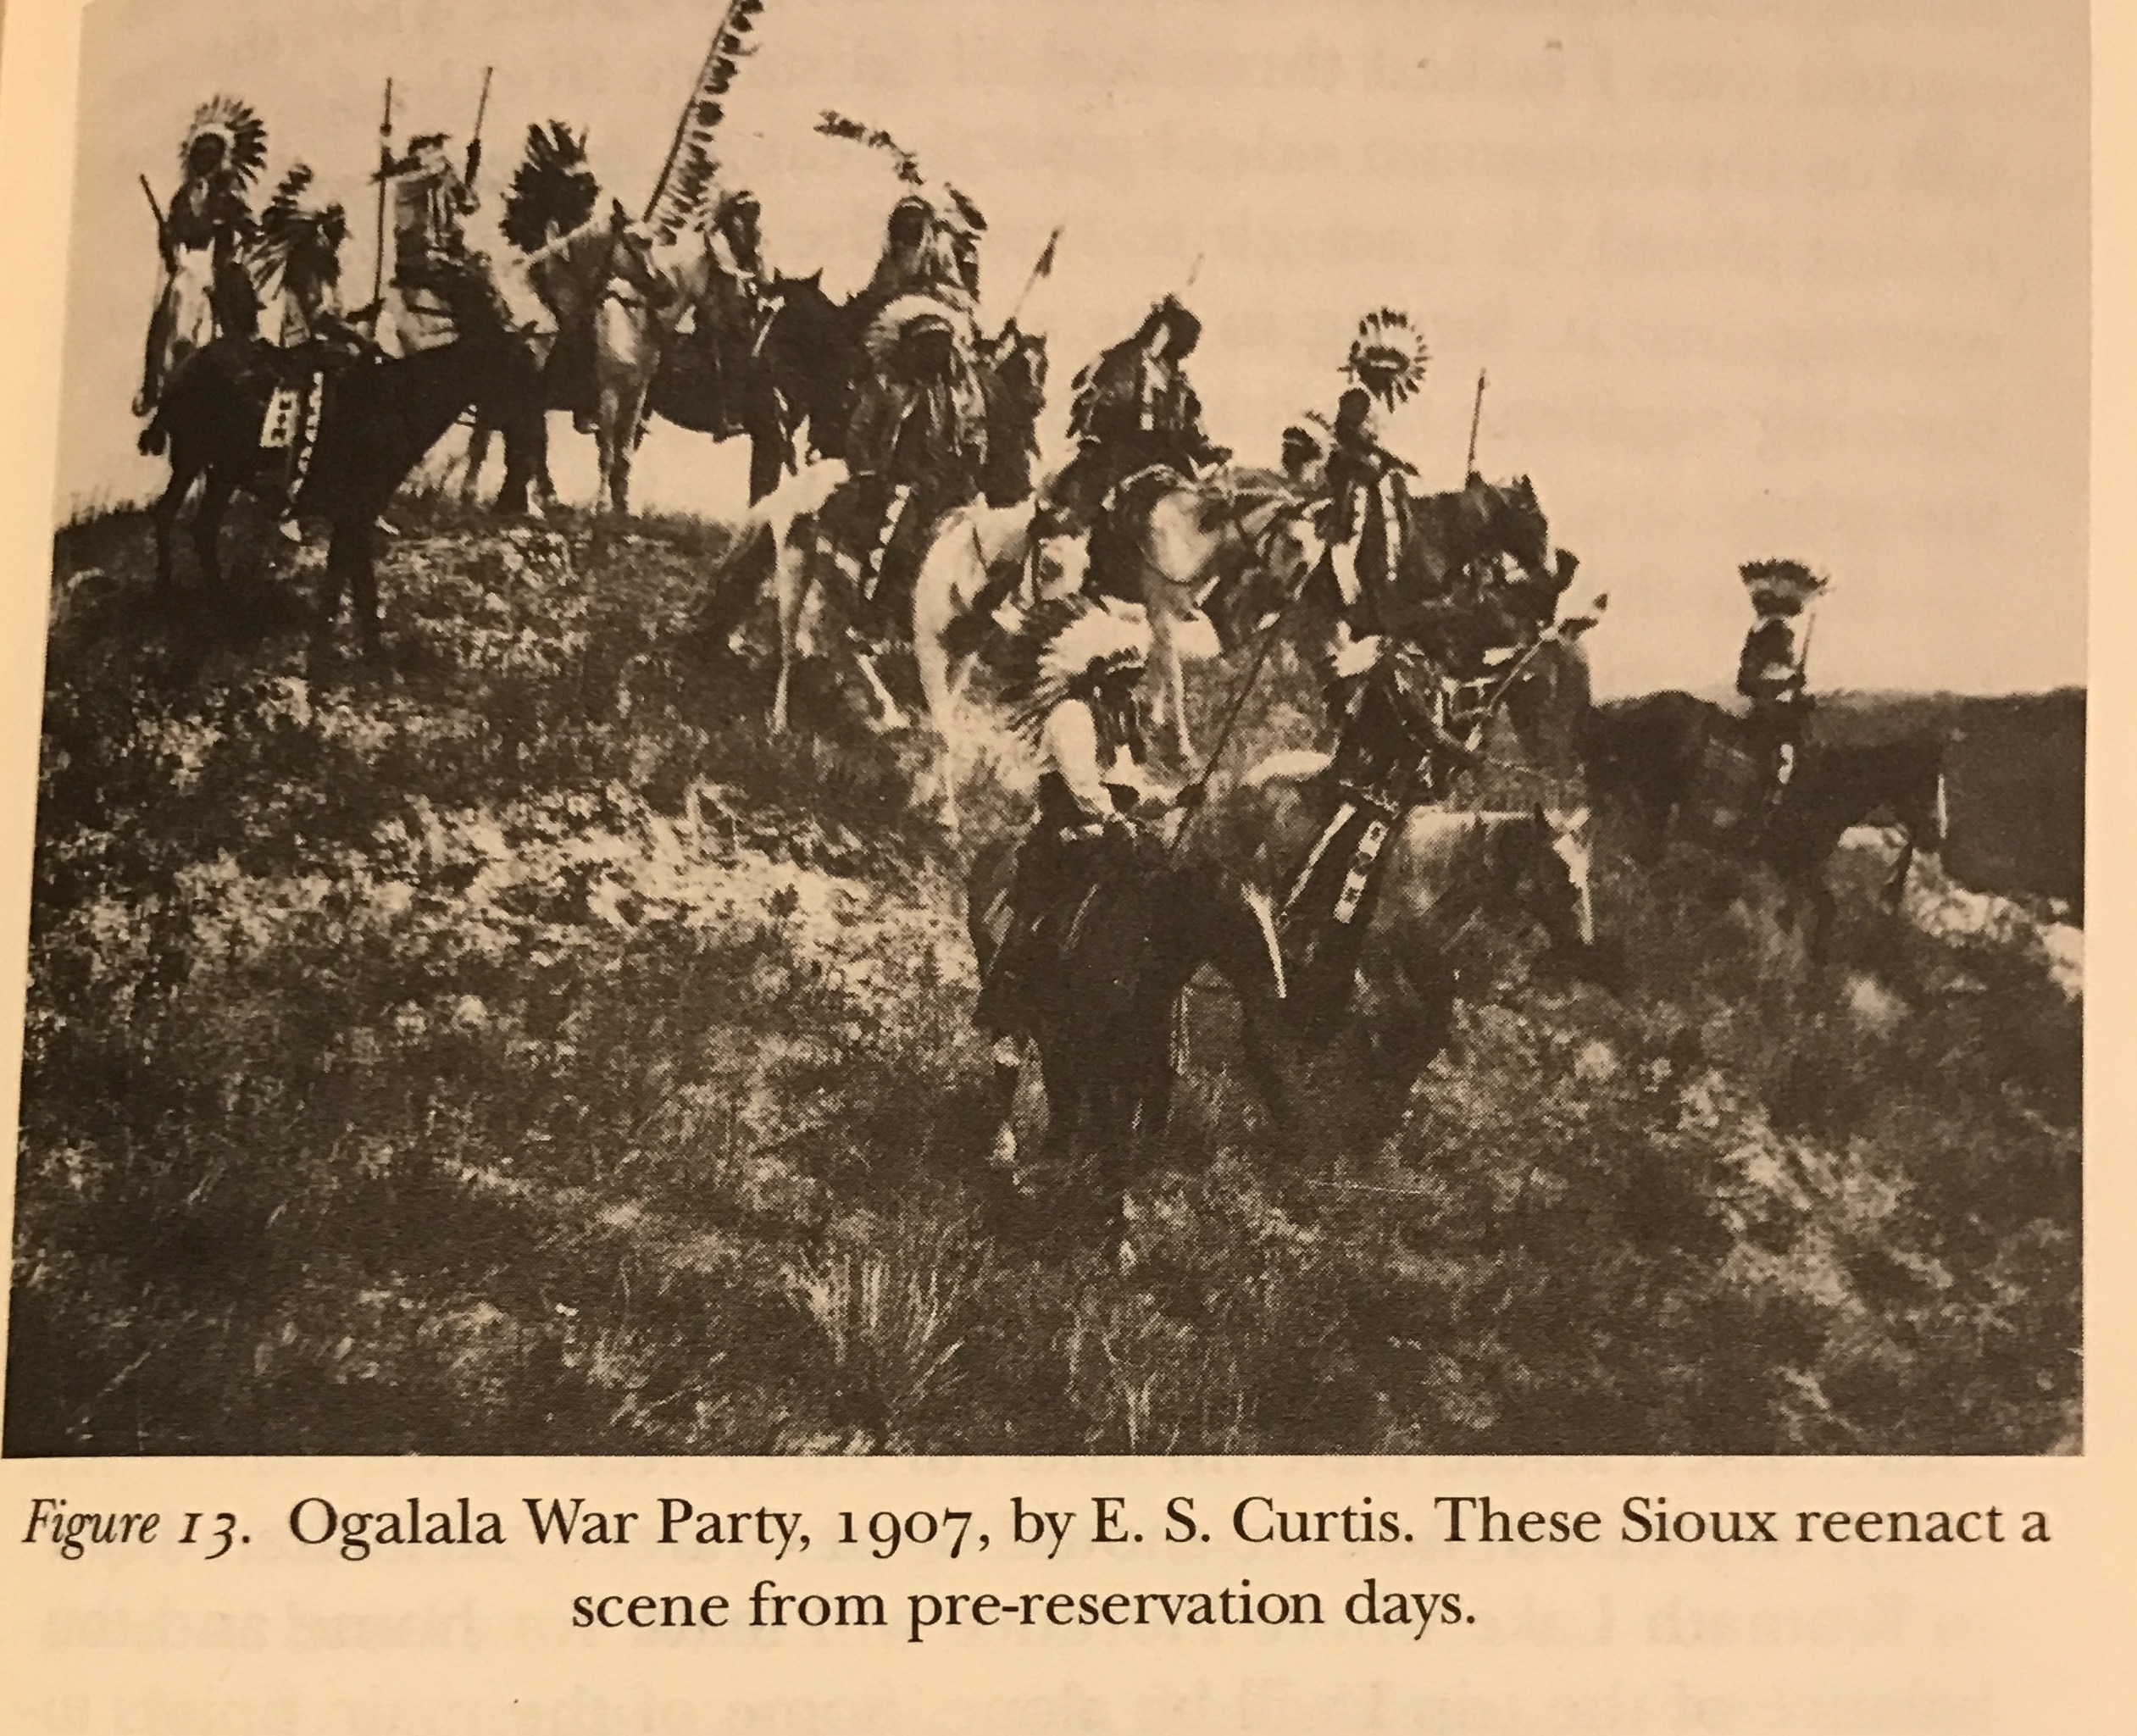 Figure 13. Ogalala War Party, 1907, by E. S. Curtis. These Sioux reenact a
scene from pre-reservation days.